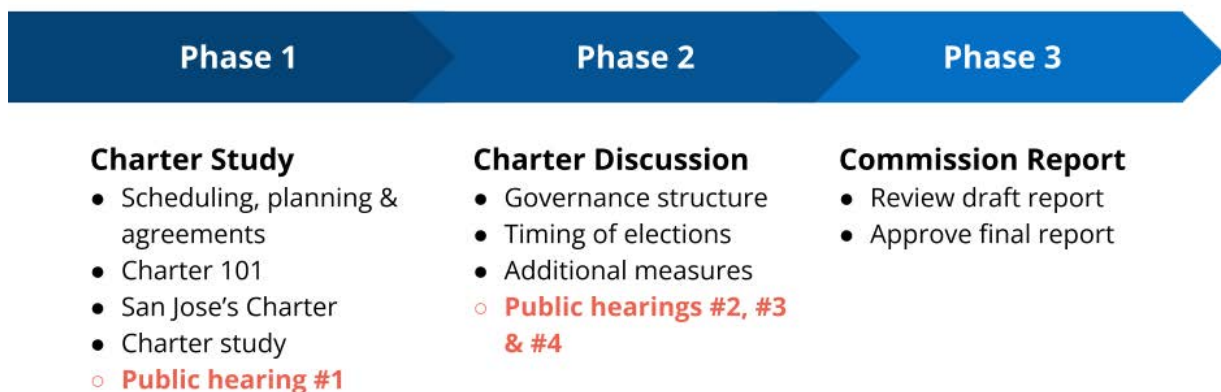 Phase 1
Phase 2
Phase 3
Charter Study
● Scheduling, planning &
agreements
● Charter 101
● San Jose’s Charter
● Charter study
○ Public hearing #1
Charter Discussion
● Governance structure
● Timing of elections
● Additional measures
○ Public hearings #2, #3
& #4
Commission Report
● Review draft report
● Approve final report